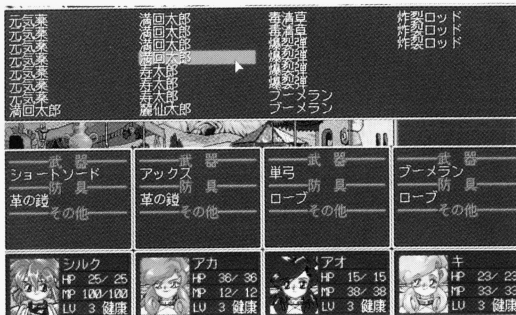 元気薬
元気薬
元気薬
元気薬
元気薬
元気薬
元気薬
満回太郎
満回太郎
満回太郎
満回太郎
満回太郎
寿太郎
寿太郎
寿太郎
麗仙太郎
毒清草
毒清草
爆裂弾
爆裂弾
爆裂弾
爆裂弾
ブーメラン
ブーメラン
炸裂ロッド
炸裂ロッド
炸裂ロッド
武器
ショートソード
防具
革の鎧
その他
武器
アックス
防具
革の鎧
その他
武器
単弓
防具
ローブ
その他
武器
ブーメラン
防具
ローブ
その他
シルク
HP 25/ 25
MP 100/100
LV 3 健康
アカ
HP 36/ 36
MP 12/ 12
LV 3 健康
アオ
HP 15/ 15
MP 38/ 38
LV 3 健康
キ
HP 23/ 23
MP 33/ 33
LV 3 健康